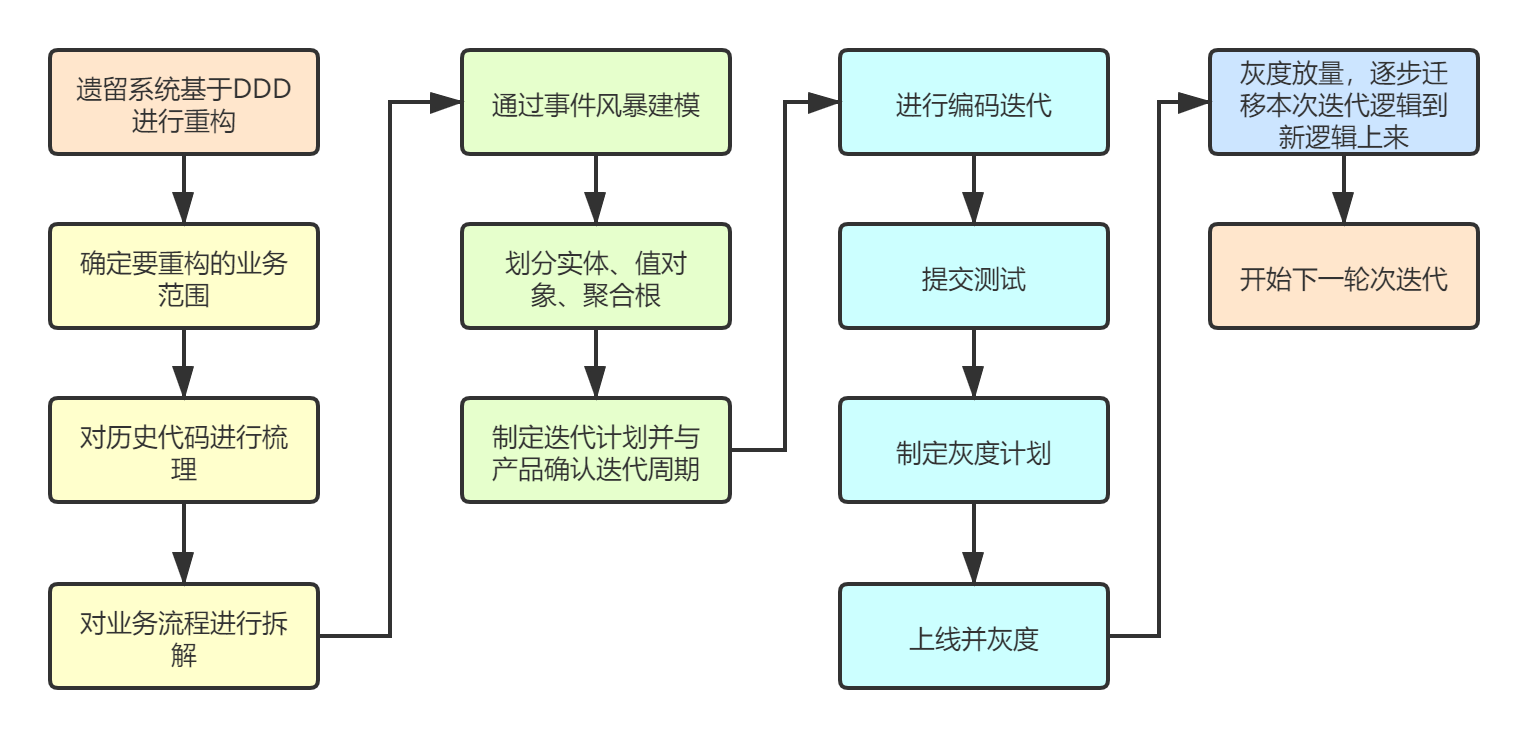 遗留系统基于DDD
进行重构
确定要重构的业务
范围
对历史代码进行梳
理
对业务流程进行拆
解
通过事件风暴建模
划分实体、值对
象、聚合根
制定迭代计划并与
产品确认迭代周期
进行编码迭代
提交测试
制定灰度计划
上线并灰度
灰度放量，逐步迁
移本次迭代逻辑到
新逻辑上来
开始下一轮次迭代